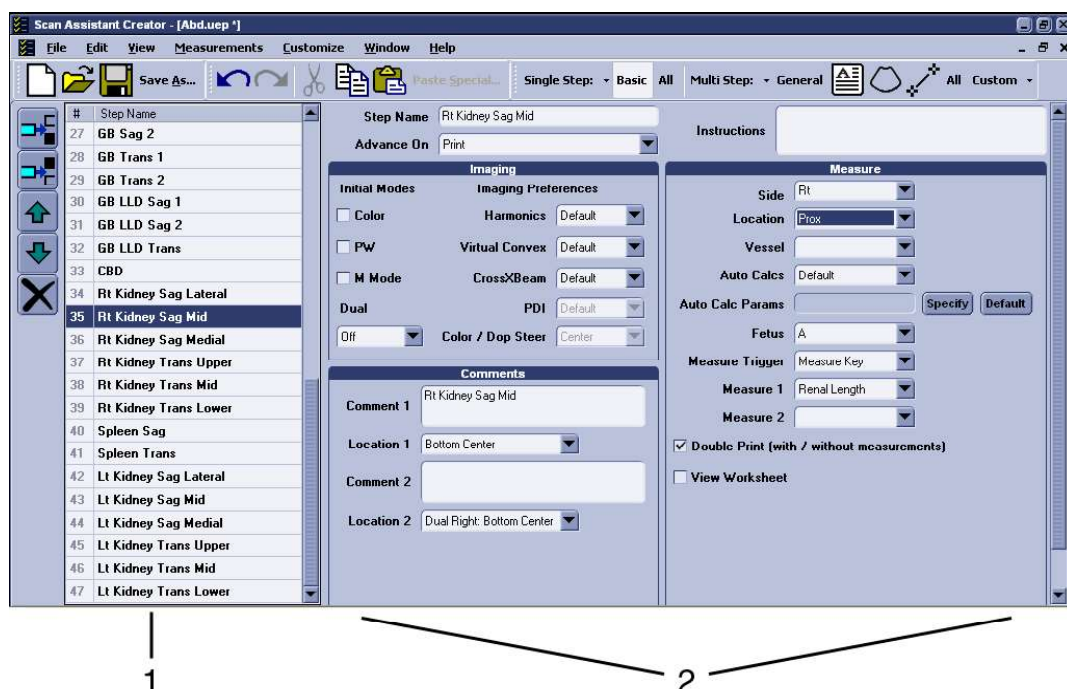 Scan Assistant Creator - [Abd.uep *]
File Edit View Measurements Customize Window Help
Save As... Paste Special... Single Step: Basic All Multi Step: General All Custom
# Step Name
27 GB Sag 2
28 GB Trans 1
29 GB Trans 2
30 GB LLD Sag 1
31 GB LLD Sag 2
32 GB LLD Trans
33 CBD
34 Rt Kidney Sag Lateral
35 Rt Kidney Sag Mid
36 Rt Kidney Sag Medial
37 Rt Kidney Trans Upper
38 Rt Kidney Trans Mid
39 Rt Kidney Trans Lower
40 Spleen Sag
41 Spleen Trans
42 Lt Kidney Sag Lateral
43 Lt Kidney Sag Mid
44 Lt Kidney Sag Medial
45 Lt Kidney Trans Upper
46 Lt Kidney Trans Mid
47 Lt Kidney Trans Lower
Step Name Rt Kidney Sag Mid
Advance On Print
Imaging
Initial Modes Imaging Preferences
Color Harmonics Default
PW Virtual Convex Default
M Mode CrossXBeam Default
Dual PDI Default
Off Color / Dop Steer Center
Comments
Comment 1 Rt Kidney Sag Mid
Location 1 Bottom Center
Comment 2
Location 2 Dual Right: Bottom Center
Instructions
Measure
Side Rt
Location Prox
Vessel
Auto Calcs Default
Auto Calc Params Specify Default
Fetus A
Measure Trigger Measure Key
Measure 1 Renal Length
Measure 2
Double Print (with / without measurements)
View Worksheet
1 2